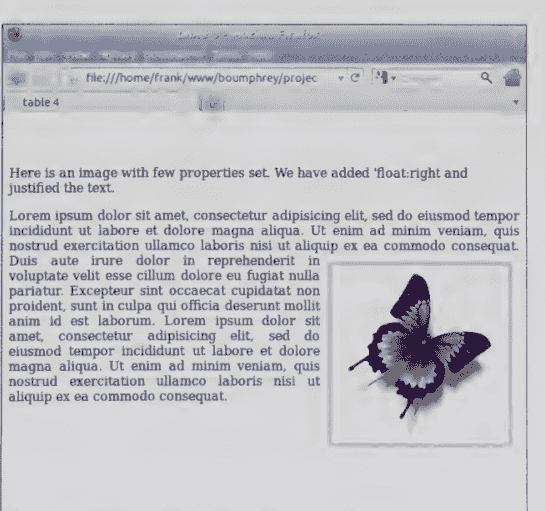 file:///home/frank/www/boumphrey/projec
table 4
Here is an image with few properties set. We have added 'float:right and
justified the text.
Lorem ipsum dolor sit amet, consectetur adipisicing elit, sed do eiusmod tempor
incididunt ut labore et dolore magna aliqua. Ut enim ad minim veniam, quis
nostrud exercitation ullamco laboris nisi ut aliquip ex ea commodo consequat.
Duis aute irure dolor in reprehenderit in
voluptate velit esse cillum dolore eu fugiat nulla
pariatur. Excepteur sint occaecat cupidatat non
proident, sunt in culpa qui officia deserunt mollit
anim id est laborum. Lorem ipsum dolor sit
amet, consectetur adipisicing elit, sed do
eiusmod tempor incididunt ut labore et dolore
magna aliqua. Ut enim ad minim veniam, quis
nostrud exercitation ullamco laboris nisi ut
aliquip ex ea commodo consequat.